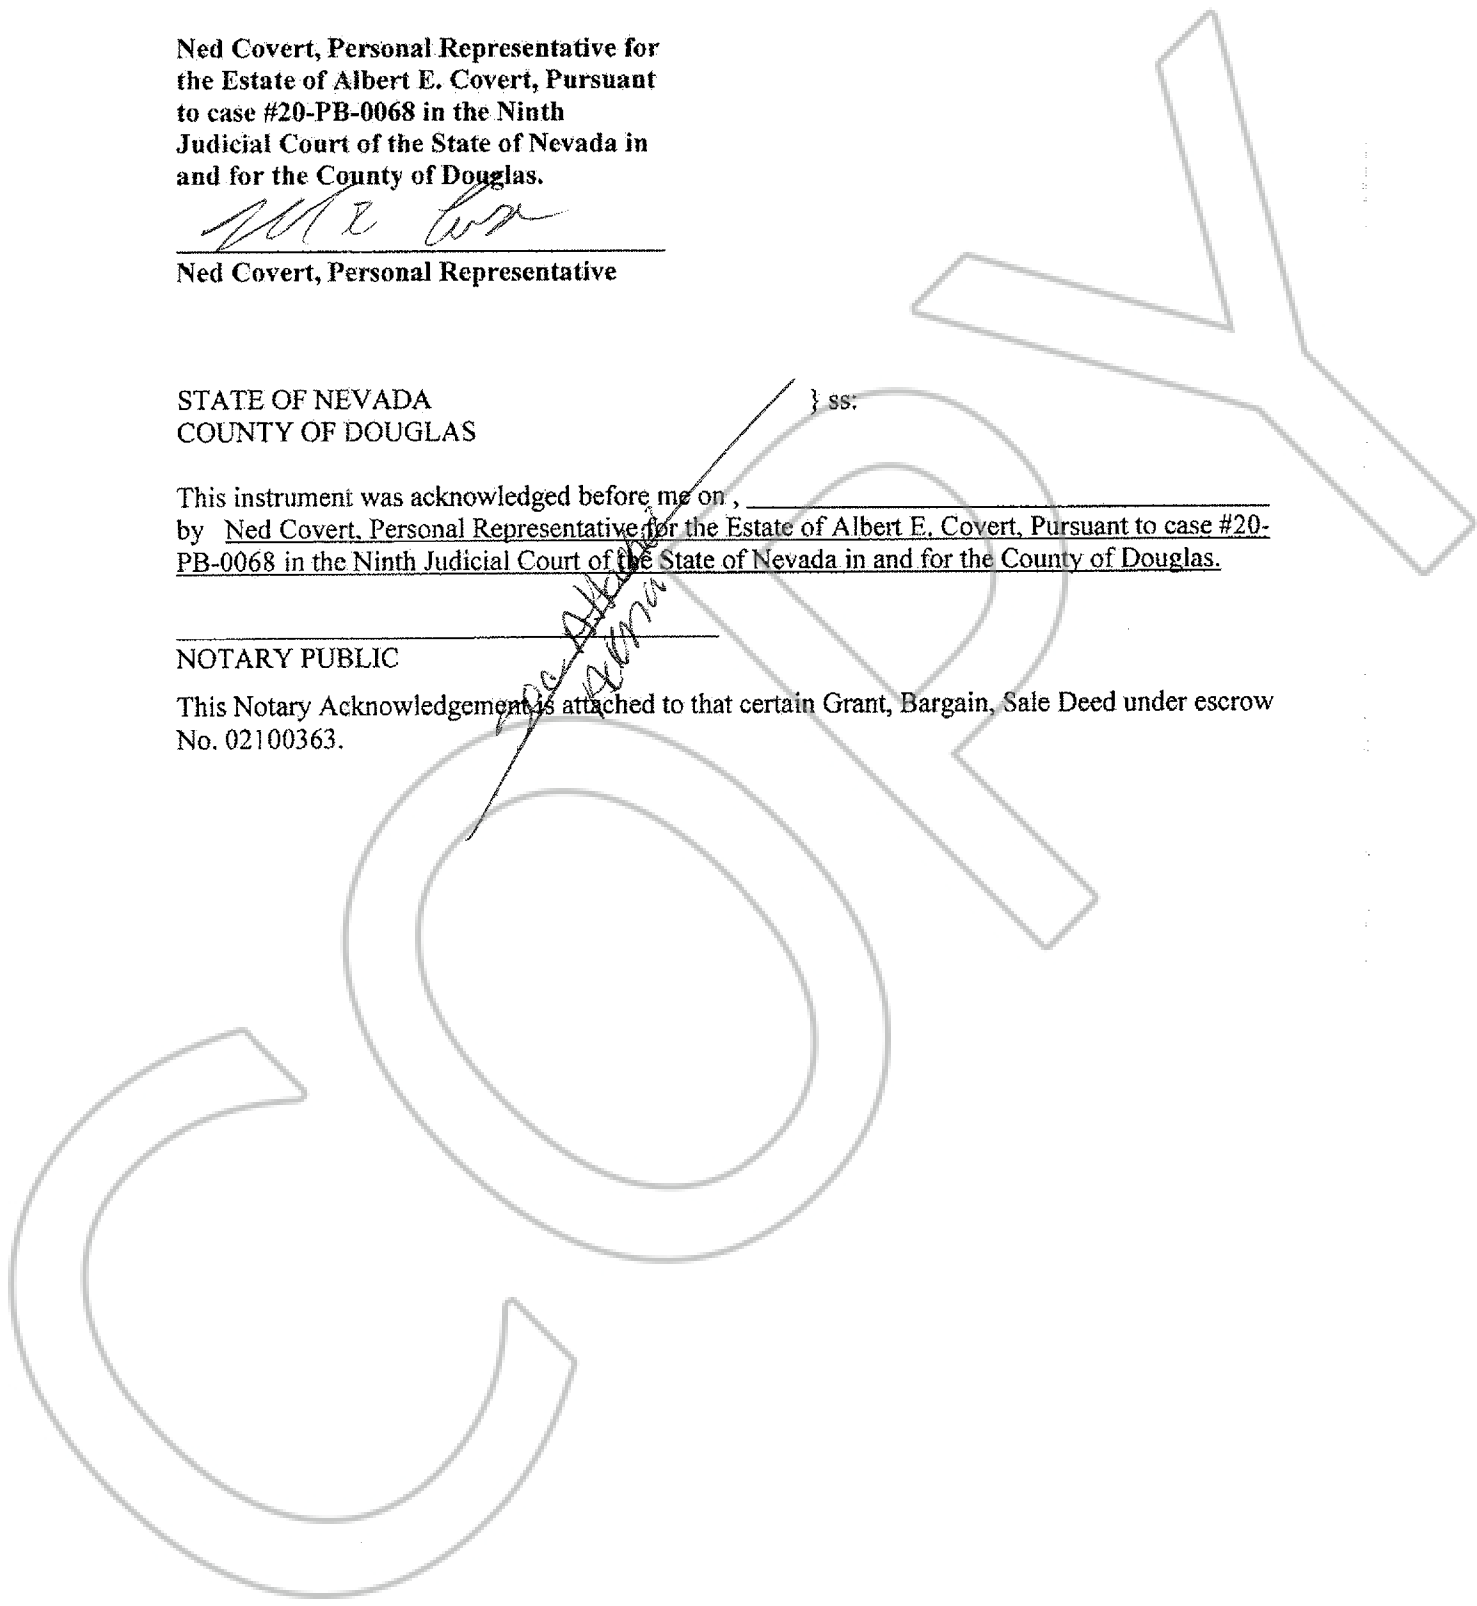 Ned Covert, Personal Representative for
the Estate of Albert E. Covert, Pursuant
to case #20-PB-0068 in the Ninth
Judicial Court of the State of Nevada in
and for the County of Douglas.
Ned Covert, Personal Representative
STATE OF NEVADA } ss:
COUNTY OF DOUGLAS
This instrument was acknowledged before me on ,
by Ned Covert, Personal Representative for the Estate of Albert E. Covert, Pursuant to case #20-
PB-0068 in the Ninth Judicial Court of the State of Nevada in and for the County of Douglas.
See Attached
NOTARY PUBLIC
This Notary Acknowledgement is attached to that certain Grant, Bargain, Sale Deed under escrow
No. 02100363.
COPY